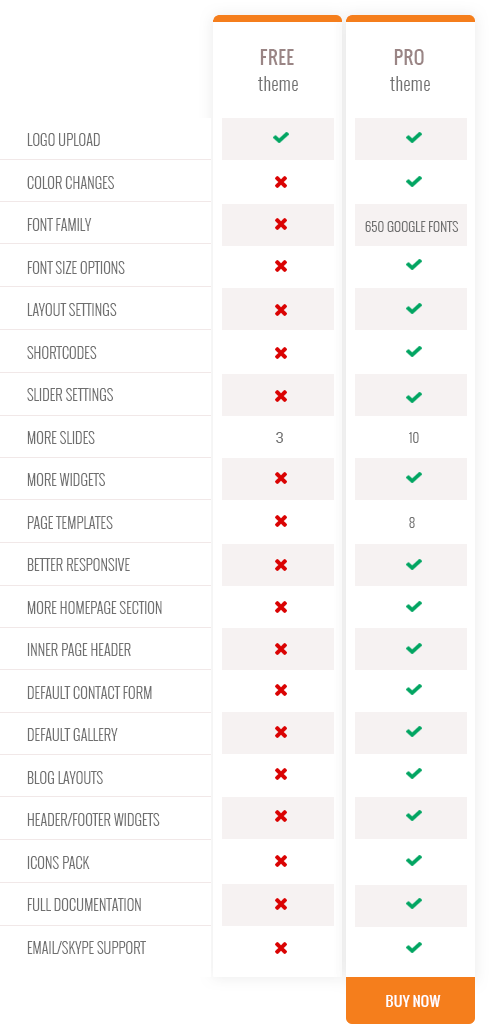 FREE PRO
theme theme
LOGO UPLOAD
COLOR CHANGES
FONT FAMILY 650 GOOGLE FONTS
FONT SIZE OPTIONS
LAYOUT SETTINGS
SHORTCODES
SLIDER SETTINGS
MORE SLIDES 3 10
MORE WIDGETS
PAGE TEMPLATES 8
BETTER RESPONSIVE
MORE HOMEPAGE SECTION
INNER PAGE HEADER
DEFAULT CONTACT FORM
DEFAULT GALLERY
BLOG LAYOUTS
HEADER/FOOTER WIDGETS
ICONS PACK
FULL DOCUMENTATION
EMAIL/SKYPE SUPPORT
BUY NOW